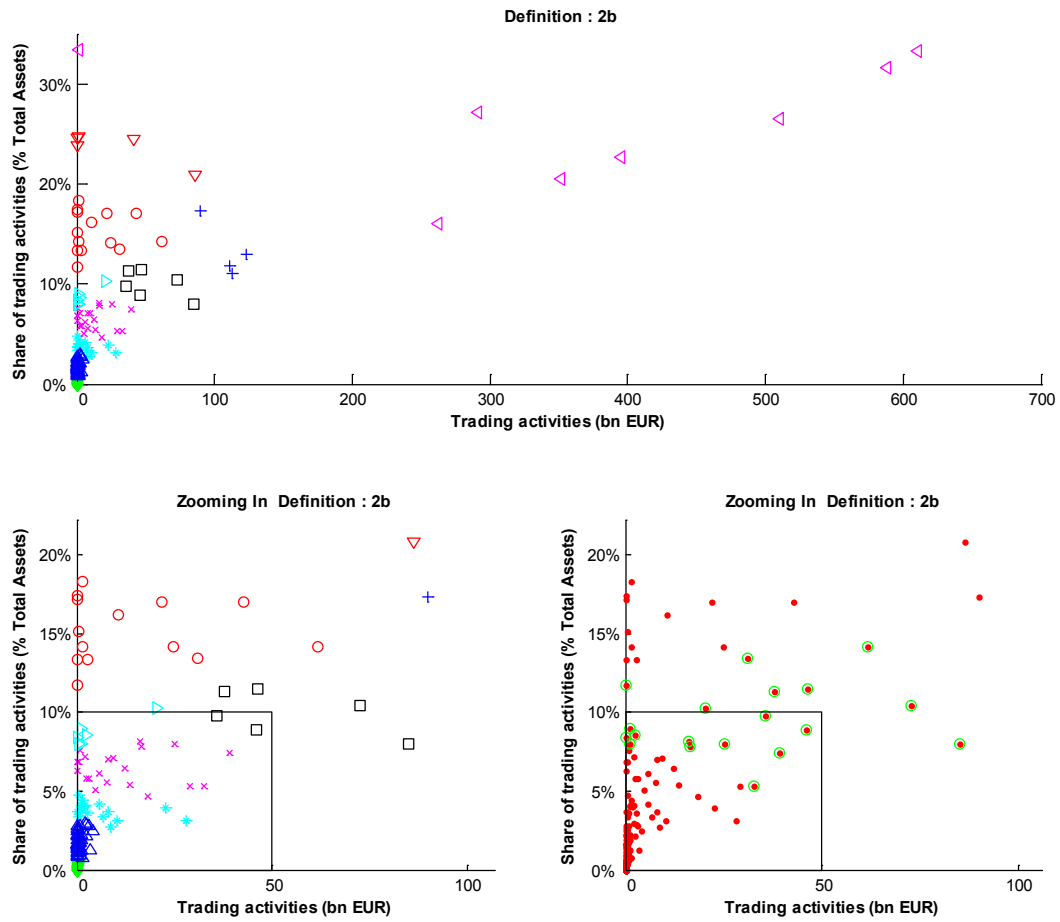 Definition : 2b
Share of trading activities (% Total Assets)
30%
20%
10%
0%
0 100 200 300 400 500 600 700
Trading activities (bn EUR)
Zooming In Definition : 2b
Share of trading activities (% Total Assets)
20%
15%
10%
5%
0%
0 50 100
Trading activities (bn EUR)
Zooming In Definition : 2b
Share of trading activities (% Total Assets)
20%
15%
10%
5%
0%
0 50 100
Trading activities (bn EUR)